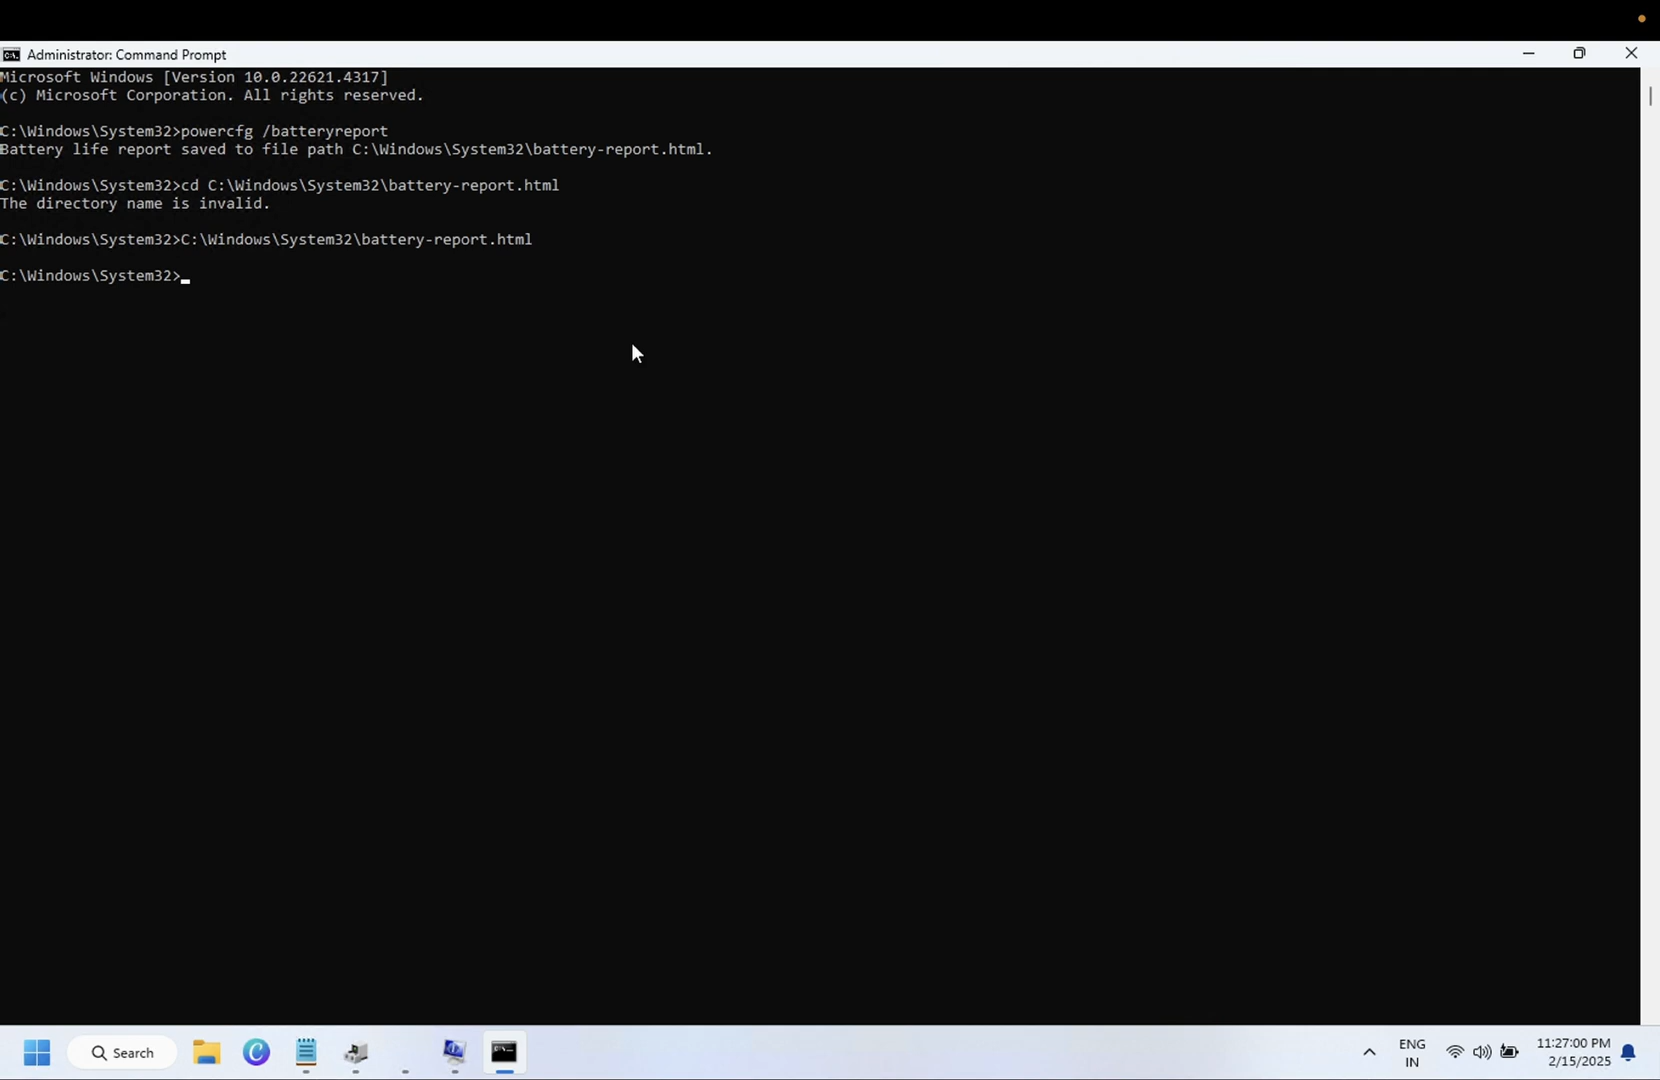 Administrator: Command Prompt
Microsoft Windows [Version 10.0.22621.4317]
(c) Microsoft Corporation. All rights reserved.
C:\Windows\System32>powercfg /batteryreport
Battery life report saved to file path C:\Windows\System32\battery-report.html.
C:\Windows\System32>cd C:\Windows\System32\battery-report.html
The directory name is invalid.
C:\Windows\System32>C:\Windows\System32\battery-report.html
C:\Windows\System32>
Search
ENG
IN
11:27:00 PM
2/15/2025